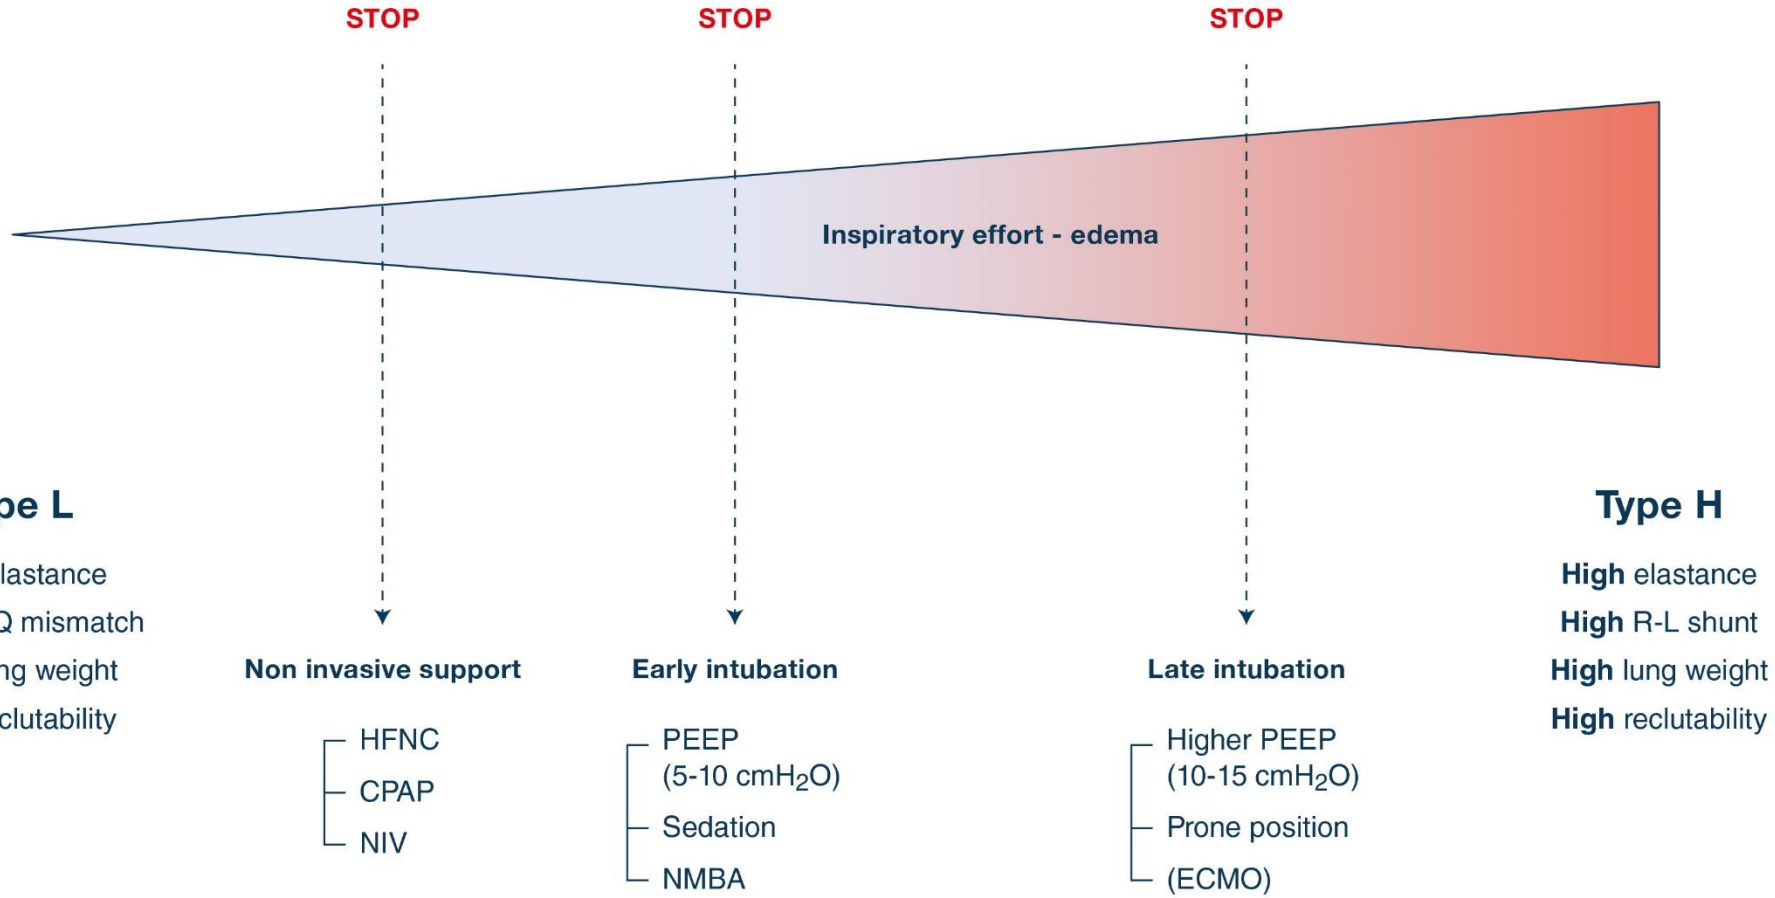 STOP STOP STOP
Inspiratory effort - edema
pe L
Type H
lastance
High elastance
Q mismatch
High R-L shunt
ng weight
High lung weight
clutability
High reclutability
Non invasive support
HFNC
CPAP
NIV
Early intubation
PEEP
(5-10 cmH₂O)
Sedation
NMBA
Late intubation
Higher PEEP
(10-15 cmH₂O)
Prone position
(ECMO)